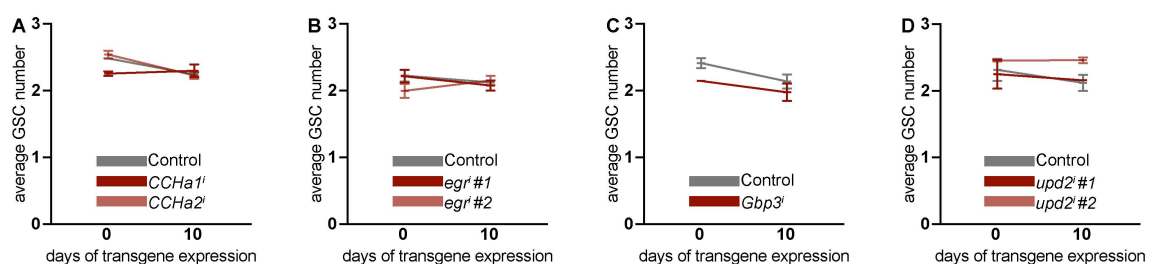 A
average GSC number
3
2
1
0
Control
CCHa1ⁱ
CCHa2ⁱ
0 10
days of transgene expression
B
average GSC number
3
2
1
0
Control
egrⁱ #1
egrⁱ #2
0 10
days of transgene expression
C
average GSC number
3
2
1
0
Control
Gbp3ⁱ
0 10
days of transgene expression
D
average GSC number
3
2
1
0
Control
upd2ⁱ #1
upd2ⁱ #2
0 10
days of transgene expression